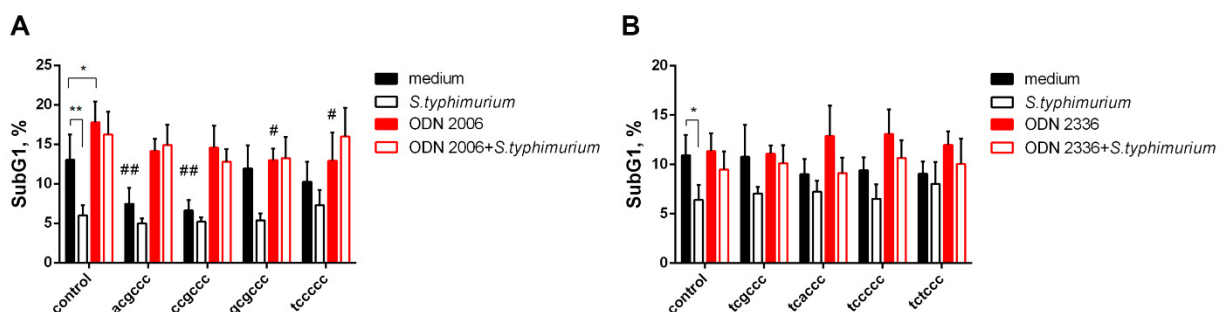 A
SubG1, %
25
20
15
10
5
0
*
**
##
##
#
#
control
acgccc
ccgccc
gcgccc
tccccc
medium
S.typhimurium
ODN 2006
ODN 2006+S.typhimurium
B
SubG1, %
20
15
10
5
0
*
control
tcgccc
tcaccc
tccccc
tctccc
medium
S.typhimurium
ODN 2336
ODN 2336+S.typhimurium